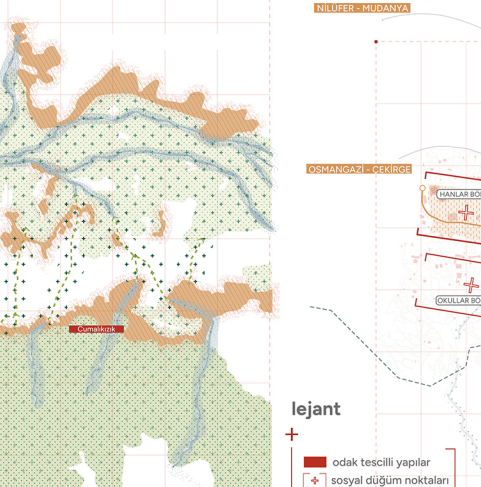 NİLÜFER - MUDANYA
OSMANGAZİ - ÇEKİRGE
HANLAR BÖ
OKULLAR BÖ
Cumalıkızık
lejant
odak tescilli yapılar
sosyal düğüm noktaları